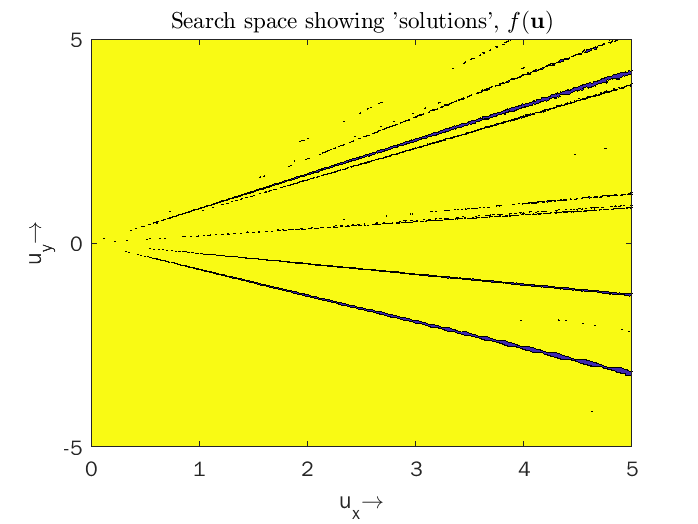 Search space showing 'solutions', f(u)
5
0
-5
u_y→
0 1 2 3 4 5
u_x→